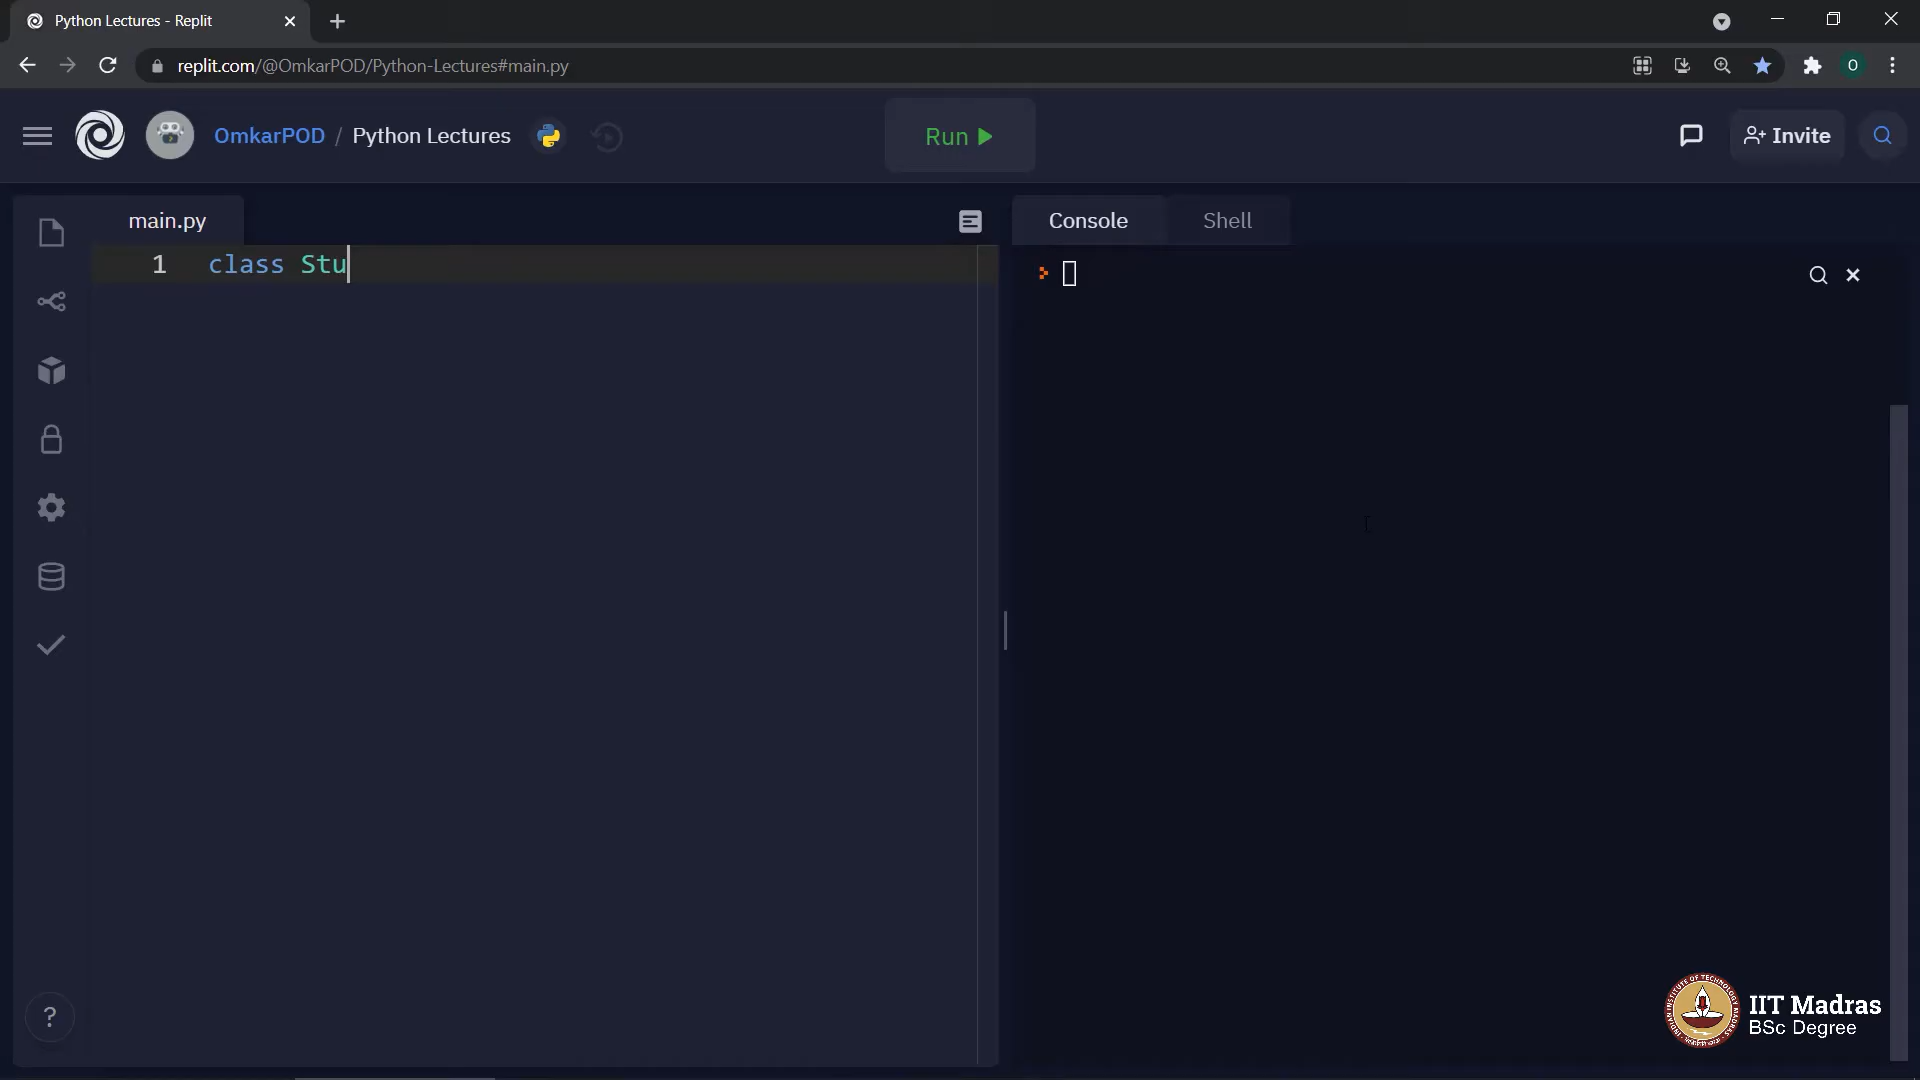 Python Lectures - Replit
replit.com/@OmkarPOD/Python-Lectures#main.py
O
OmkarPOD / Python Lectures
Run
Invite
main.py
Console
Shell
1 class Stu
?
IIT Madras
BSc Degree